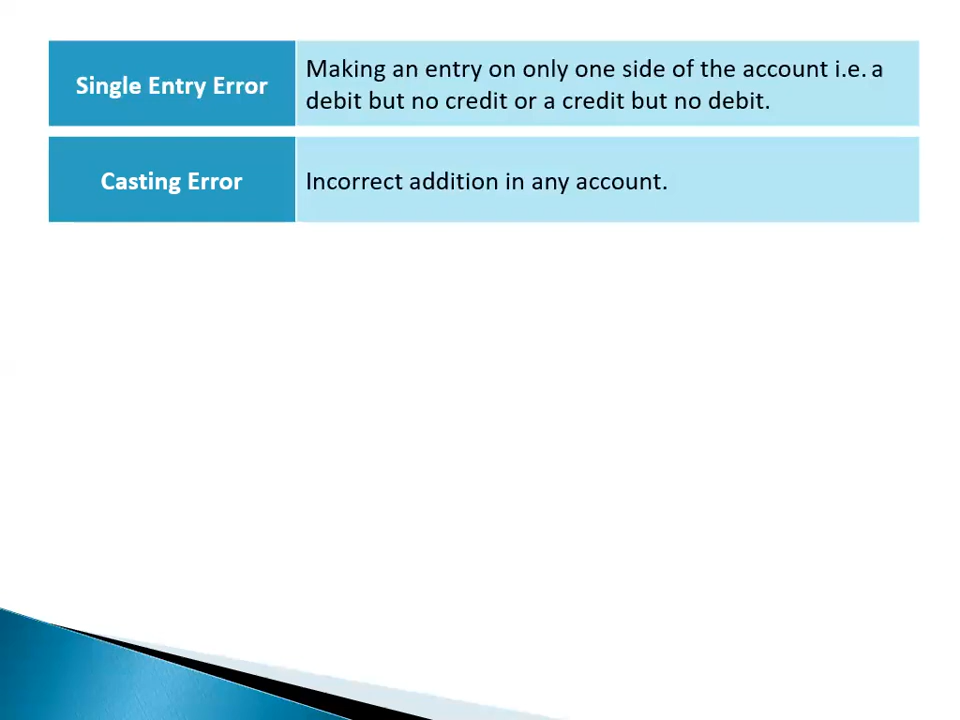 Single Entry Error
Making an entry on only one side of the account i.e. a
debit but no credit or a credit but no debit.
Casting Error
Incorrect addition in any account.